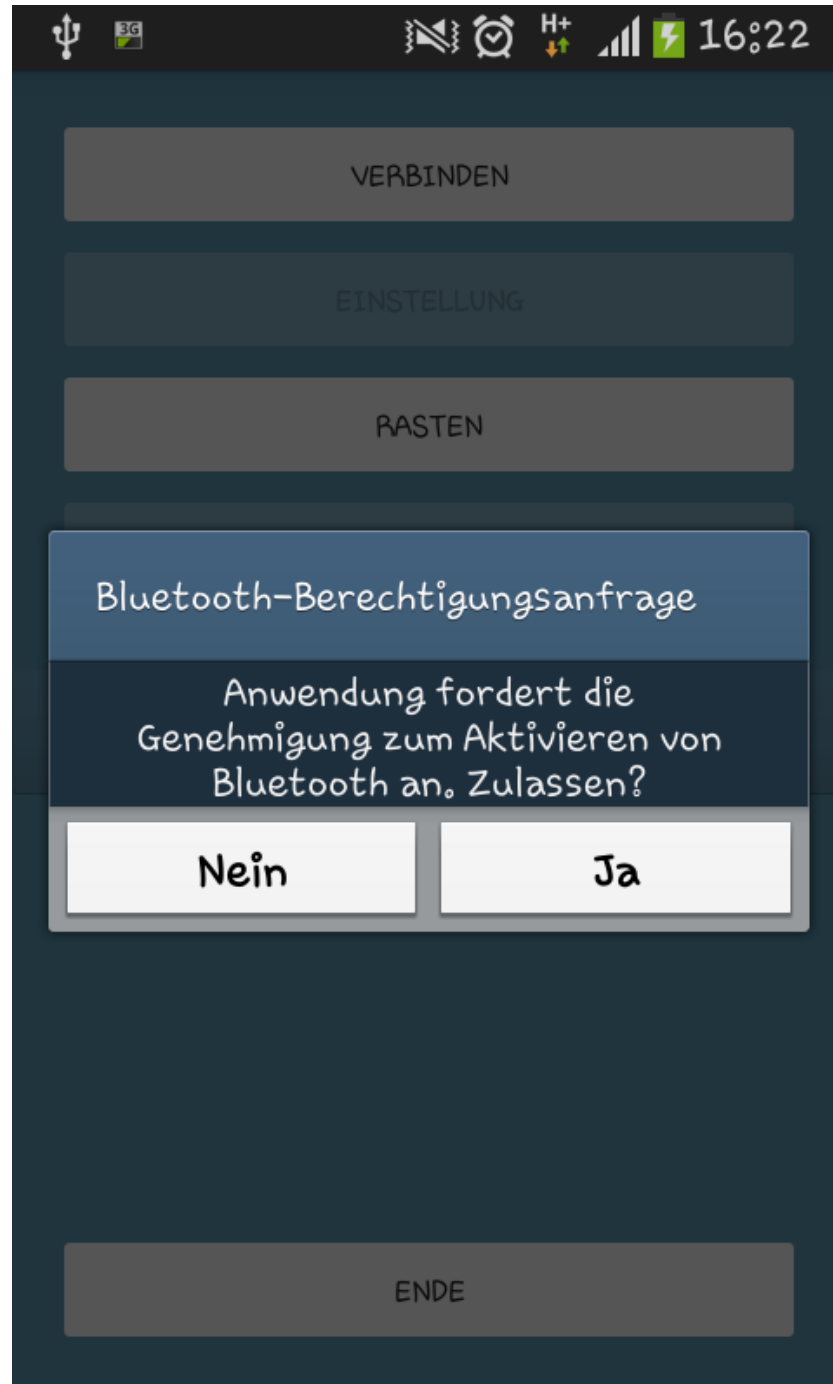 3G H+ 16:22
VERBINDEN
EINSTELLUNG
RASTEN
Bluetooth-Berechtigungsanfrage
Anwendung fordert die
Genehmigung zum Aktivieren von
Bluetooth an. Zulassen?
Nein Ja
ENDE